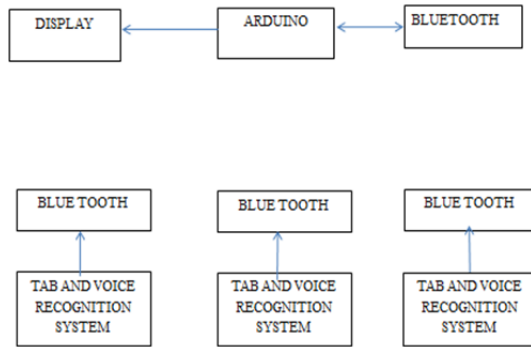 DISPLAY
ARDUINO
BLUETOOTH
BLUE TOOTH
BLUE TOOTH
BLUE TOOTH
TAB AND VOICE
RECOGNITION
SYSTEM
TAB AND VOICE
RECOGNITION
SYSTEM
TAB AND VOICE
RECOGNITION
SYSTEM